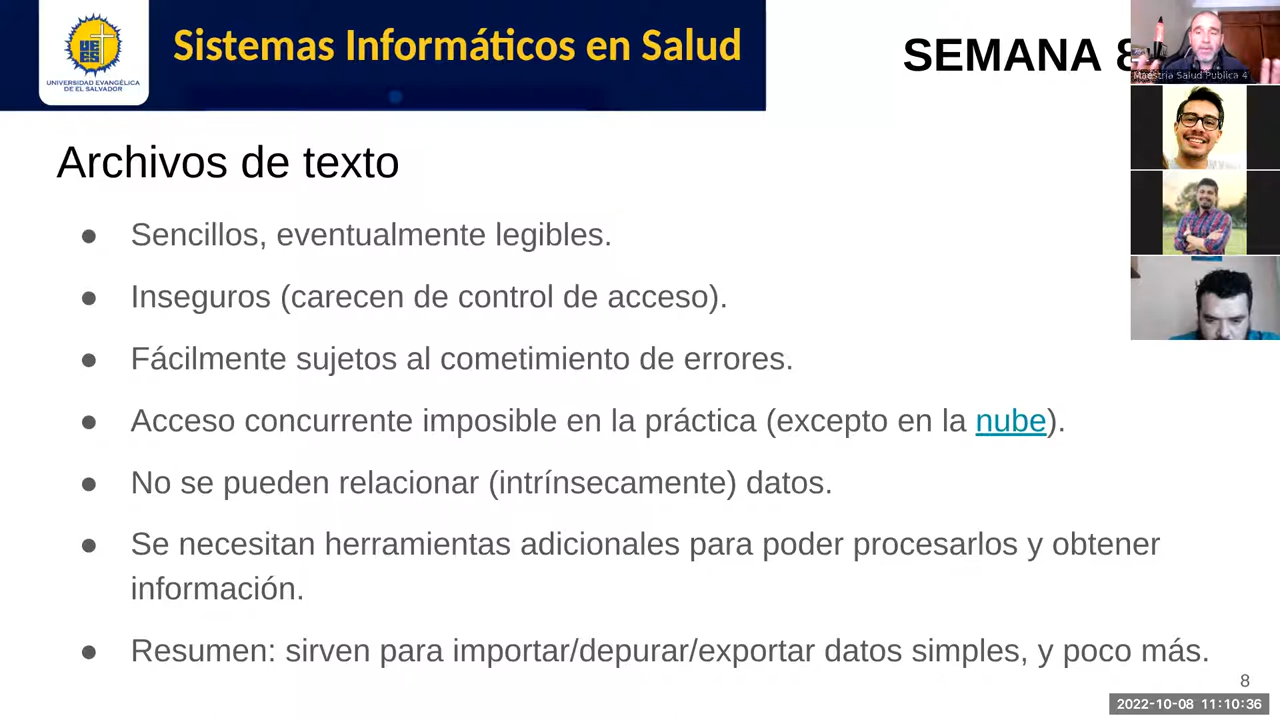 Sistemas Informáticos en Salud
SEMANA 8
UNIVERSIDAD EVANGÉLICA
DE EL SALVADOR
Maestria Salud Publica 4
Archivos de texto
● Sencillos, eventualmente legibles.
● Inseguros (carecen de control de acceso).
● Fácilmente sujetos al cometimiento de errores.
● Acceso concurrente imposible en la práctica (excepto en la nube).
● No se pueden relacionar (intrínsecamente) datos.
● Se necesitan herramientas adicionales para poder procesarlos y obtener
información.
● Resumen: sirven para importar/depurar/exportar datos simples, y poco más.
8
2022-10-08 11:10:36